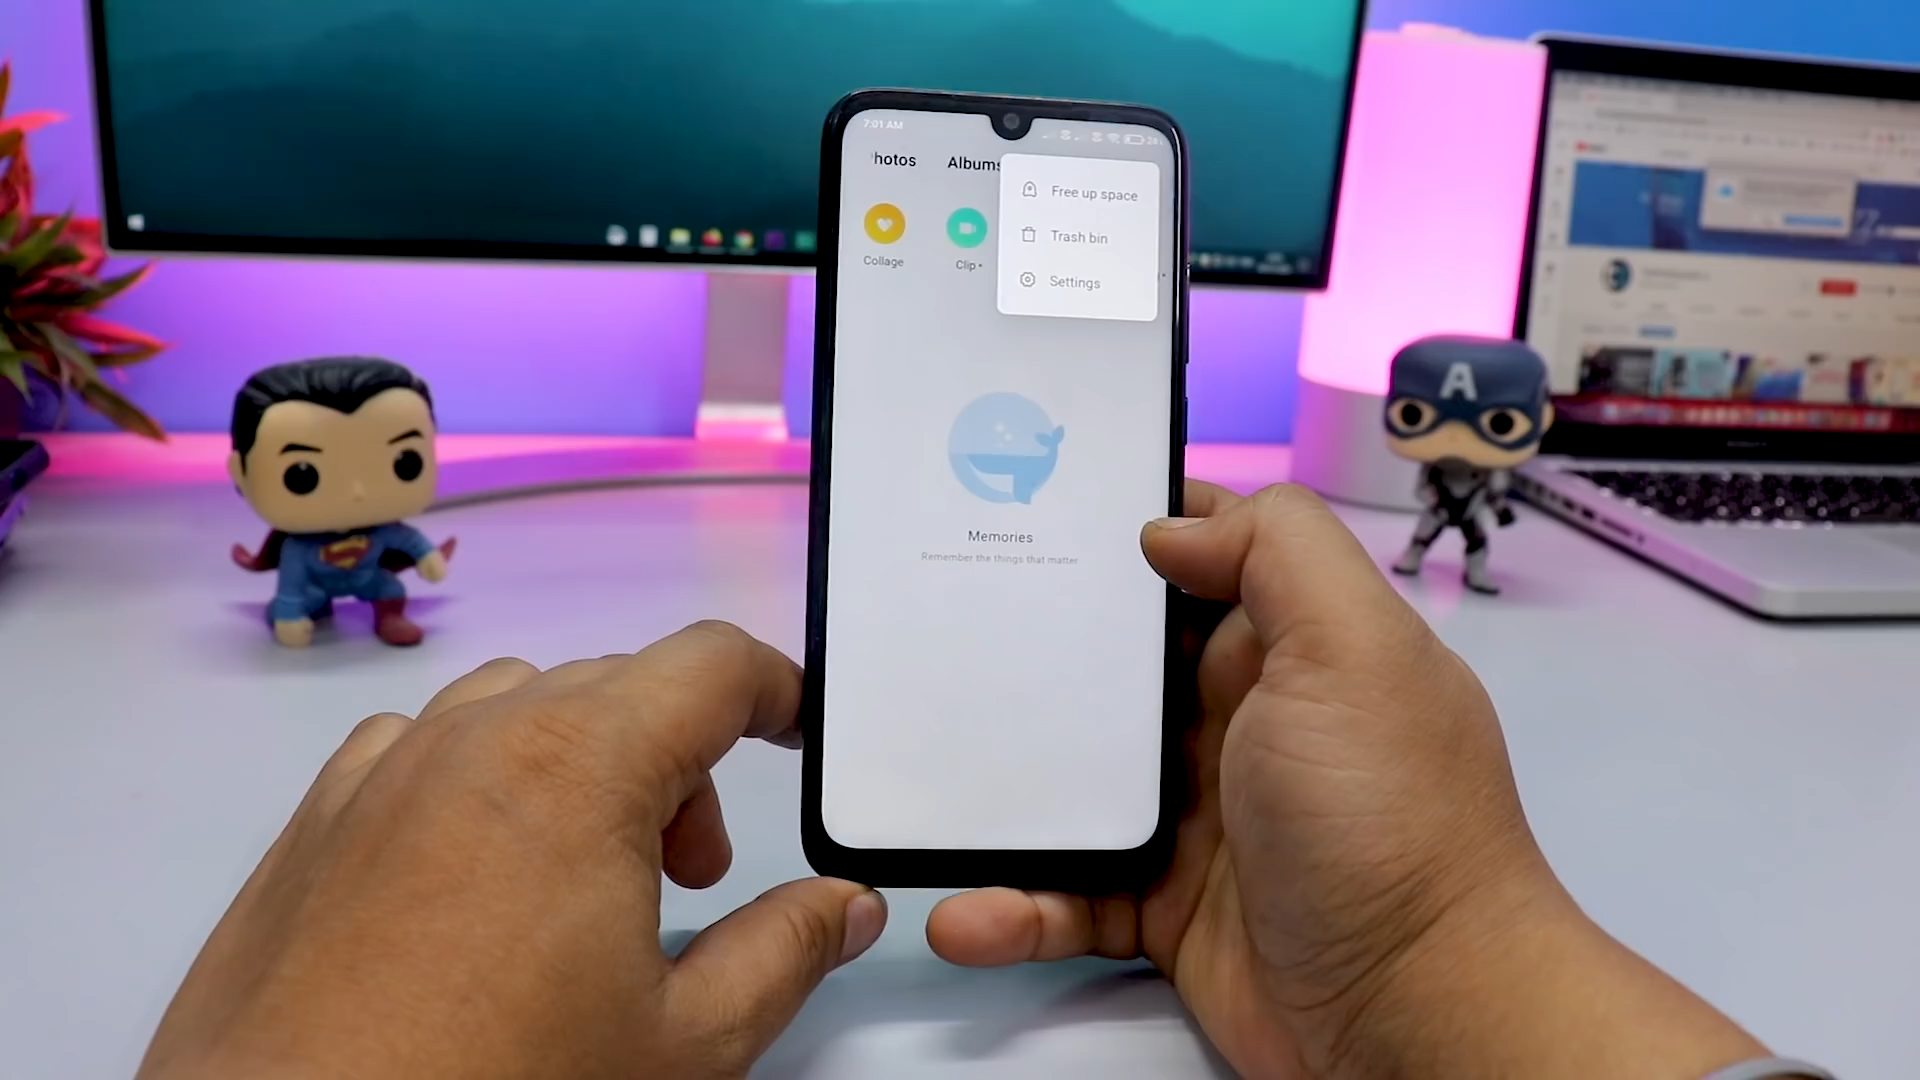 7:01 AM
hotos Albums
Free up space
Trash bin
Settings
Collage
Clip
Memories
Remember the things that matter
A